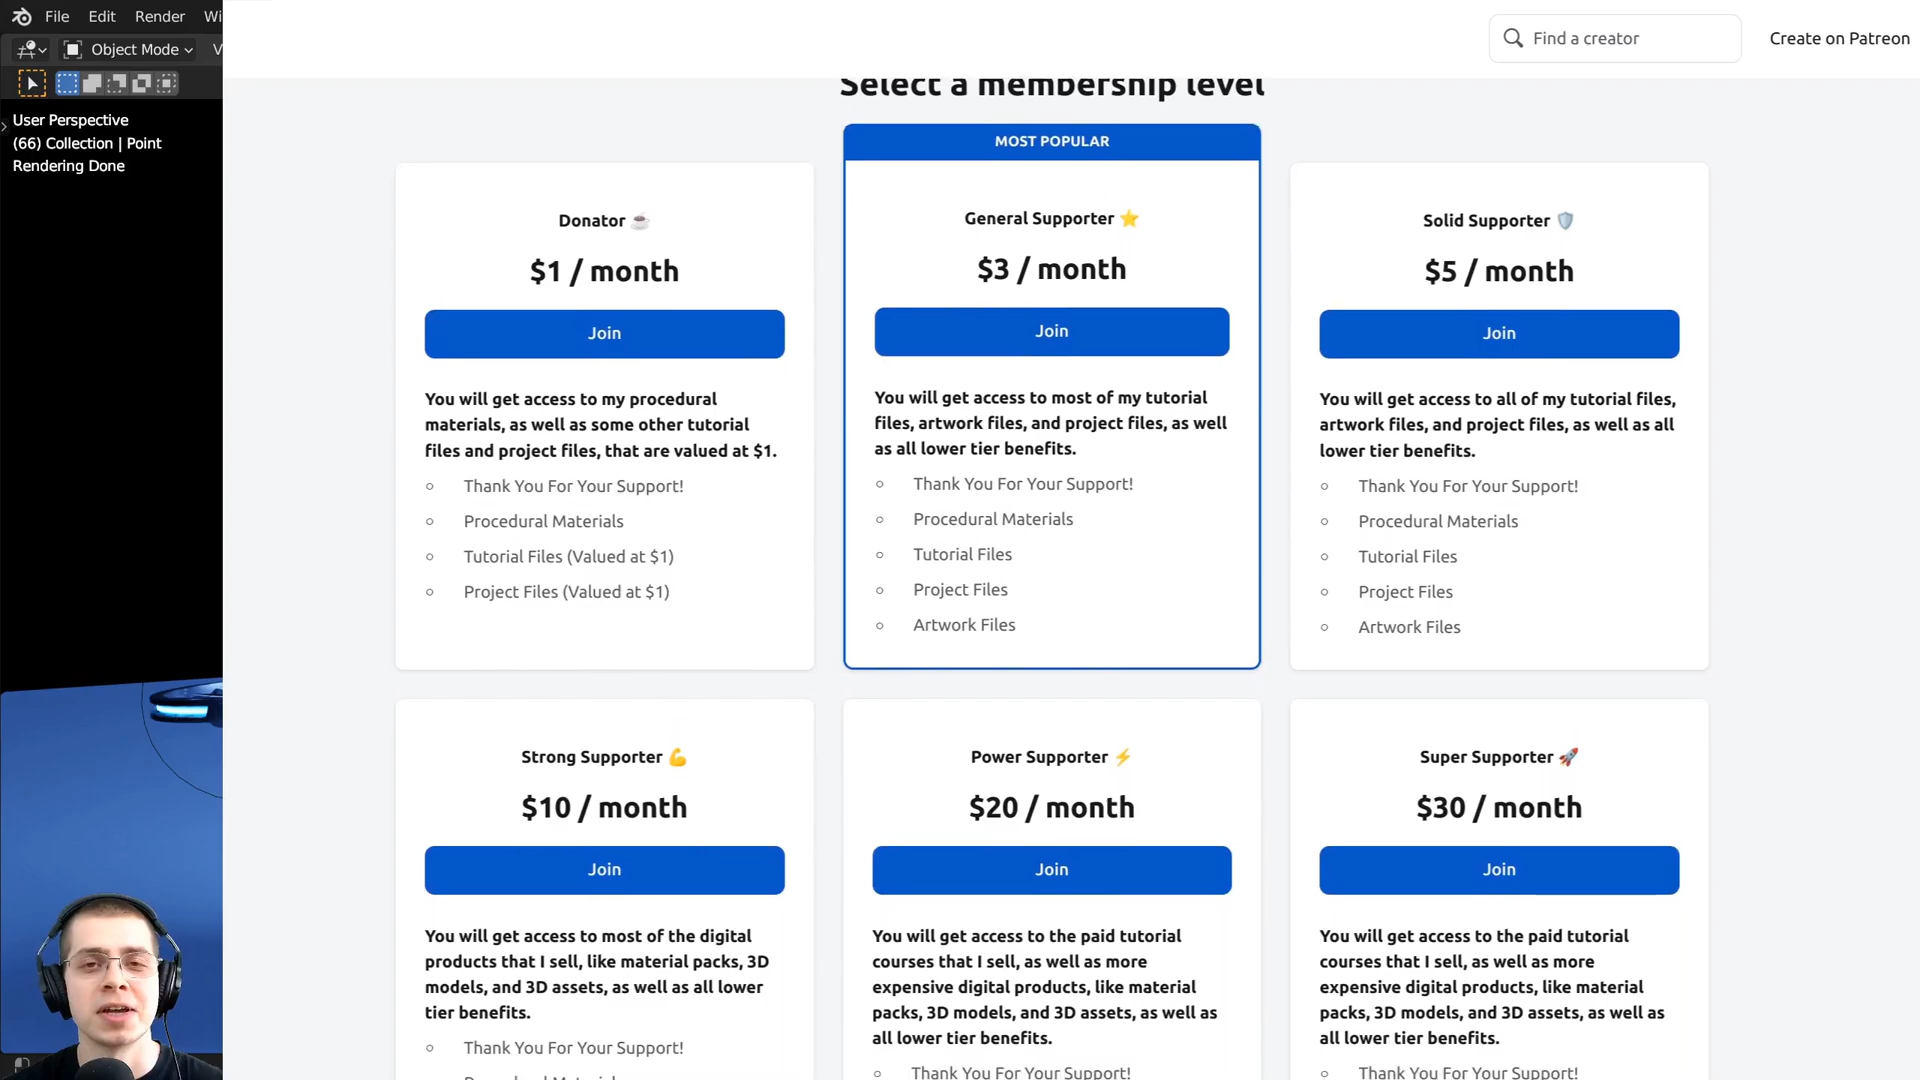 File Edit Render Wi
Object Mode V
User Perspective
(66) Collection | Point
Rendering Done
Find a creator
Create on Patreon
Select a membership level
MOST POPULAR
Donator
$1 / month
Join
You will get access to my procedural
materials, as well as some other tutorial
files and project files, that are valued at $1.
Thank You For Your Support!
Procedural Materials
Tutorial Files (Valued at $1)
Project Files (Valued at $1)
General Supporter
$3 / month
Join
You will get access to most of my tutorial
files, artwork files, and project files, as well
as all lower tier benefits.
Thank You For Your Support!
Procedural Materials
Tutorial Files
Project Files
Artwork Files
Solid Supporter
$5 / month
Join
You will get access to all of my tutorial files,
artwork files, and project files, as well as all
lower tier benefits.
Thank You For Your Support!
Procedural Materials
Tutorial Files
Project Files
Artwork Files
Strong Supporter
$10 / month
Join
You will get access to most of the digital
products that I sell, like material packs, 3D
models, and 3D assets, as well as all lower
tier benefits.
Thank You For Your Support!
Power Supporter
$20 / month
Join
You will get access to the paid tutorial
courses that I sell, as well as more
expensive digital products, like material
packs, 3D models, and 3D assets, as well as
all lower tier benefits.
Thank You For Your Support!
Super Supporter
$30 / month
Join
You will get access to the paid tutorial
courses that I sell, as well as more
expensive digital products, like material
packs, 3D models, and 3D assets, as well as
all lower tier benefits.
Thank You For Your Support!